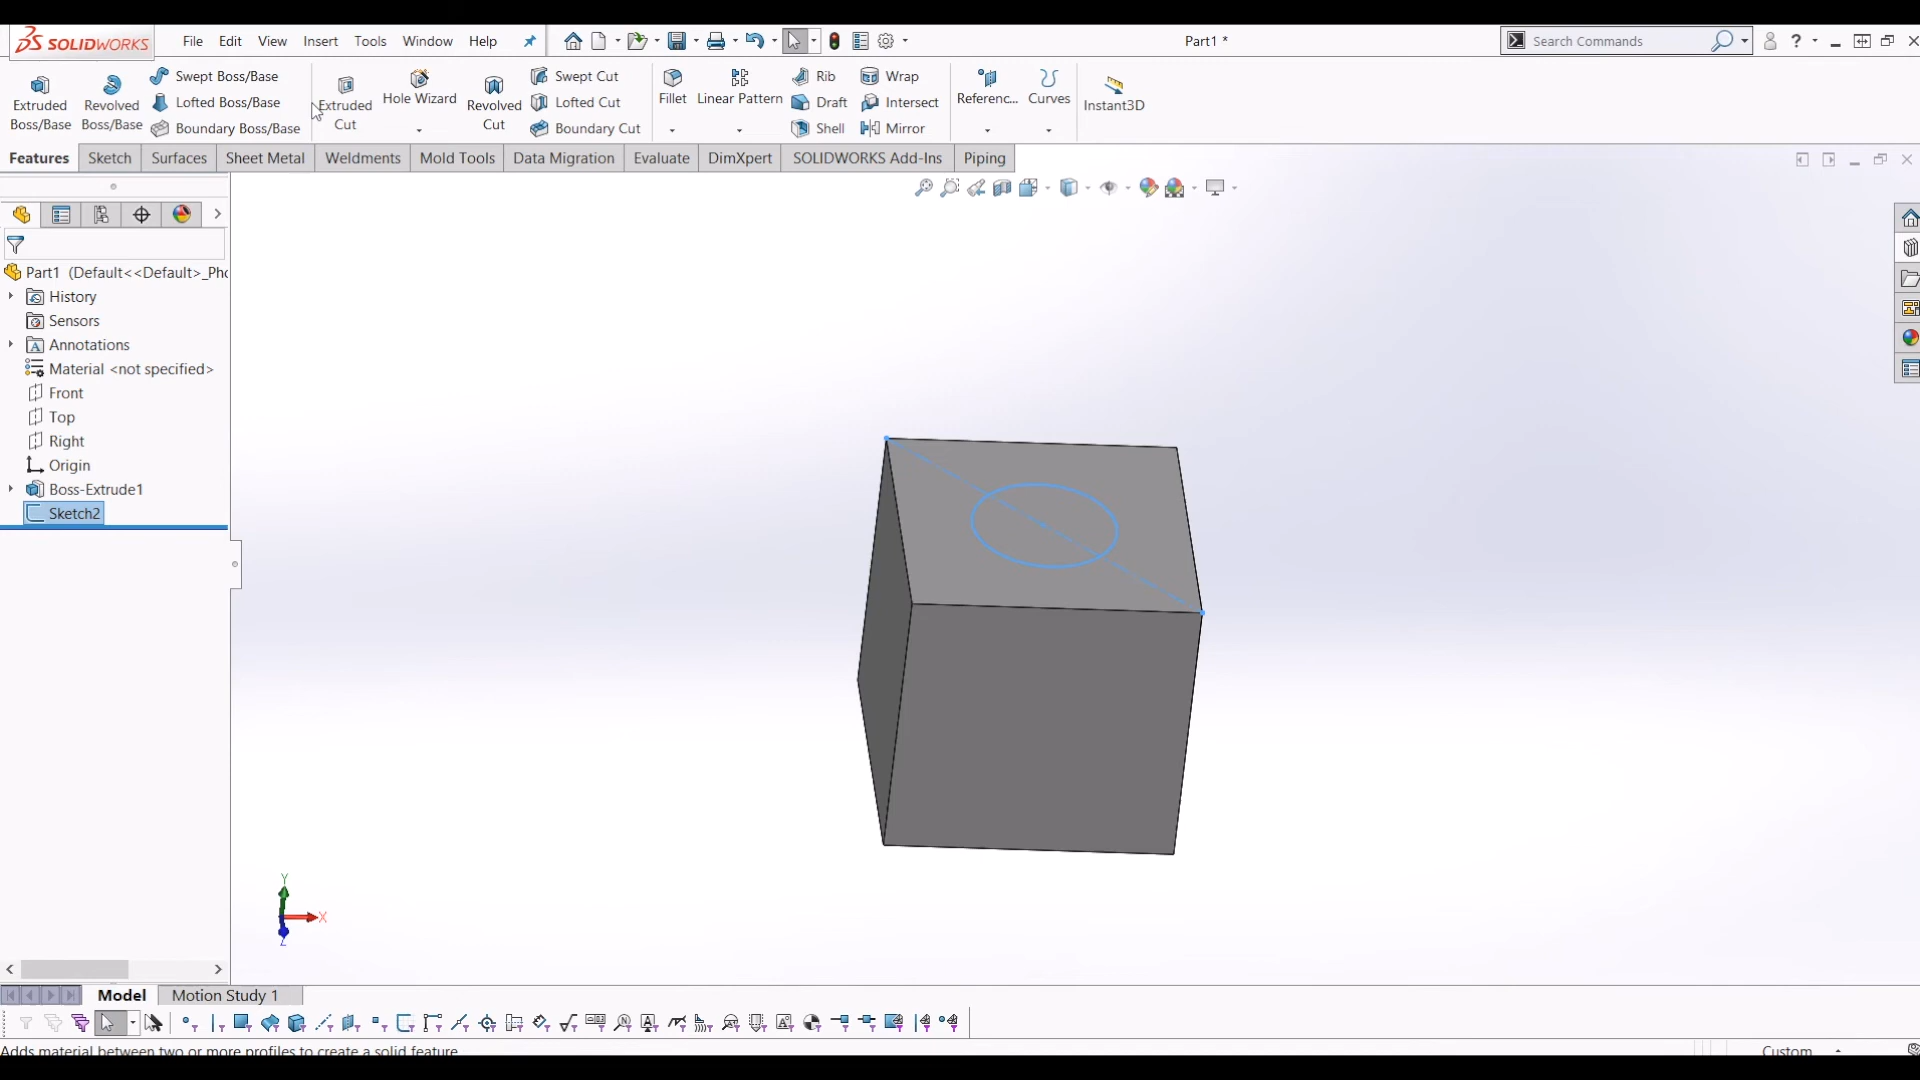 SOLIDWORKS File Edit View Insert Tools Window Help Part1 * Search Commands ?
Extruded Boss/Base
Revolved Boss/Base
Swept Boss/Base
Lofted Boss/Base
Boundary Boss/Base
Extruded Cut
Hole Wizard
Revolved Cut
Swept Cut
Lofted Cut
Boundary Cut
Fillet
Linear Pattern
Rib
Draft
Shell
Wrap
Intersect
Mirror
Referenc...
Curves
Instant3D
Features Sketch Surfaces Sheet Metal Weldments Mold Tools Data Migration Evaluate DimXpert SOLIDWORKS Add-Ins Piping
Part1 (Default<<Default>_Pho
History
Sensors
Annotations
Material <not specified>
Front
Top
Right
Origin
Boss-Extrude1
Sketch2
Y
X
Z
Model Motion Study 1
Adds material between two or more profiles to create a solid feature Custom